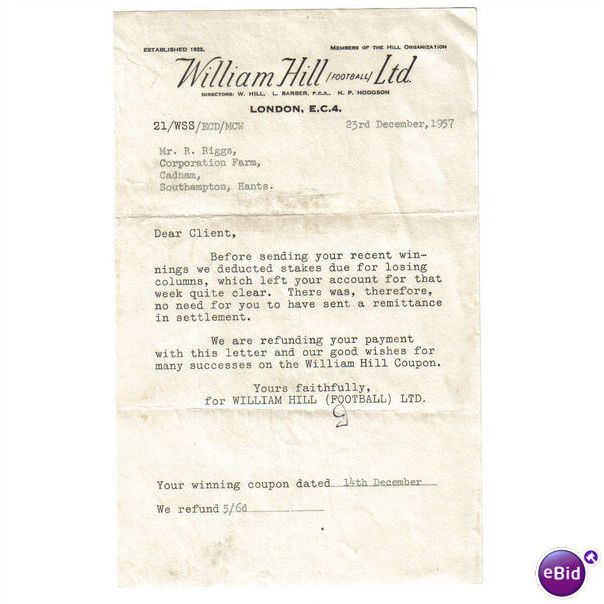 ESTABLISHED 1922, MEMBERS OF THE HILL ORGANIZATION
William Hill (FOOTBALL) Ltd.
DIRECTORS: W. HILL, L. BARBER, F.C.A., H. P. HODGSON
LONDON, E.C.4.
21/WSS/ECD/MCW 23rd December, 1957
Mr. R. Riggs,
Corporation Farm,
Cadnam,
Southampton, Hants.
Dear Client,
Before sending your recent win-
nings we deducted stakes due for losing
columns, which left your account for that
week quite clear. There was, therefore,
no need for you to have sent a remittance
in settlement.
We are refunding your payment
with this letter and our good wishes for
many successes on the William Hill Coupon.
Yours faithfully,
for WILLIAM HILL (FOOTBALL) LTD.
Your winning coupon dated 14th December
We refund 5/6d
eBid